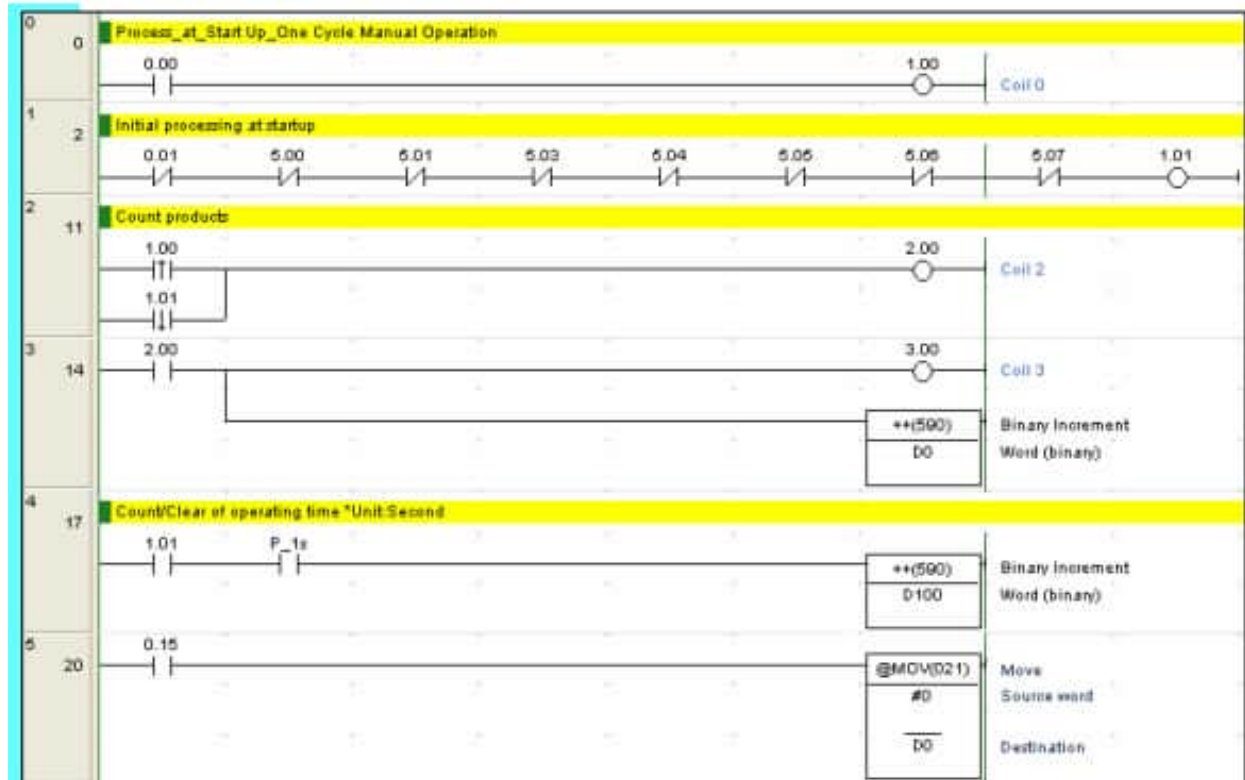 0
0
Process_at_Start Up_One Cycle Manual Operation
0.00 1.00
Coil 0
1
2
Initial processing at startup
0.01 5.00 5.01 5.03 5.04 5.05 5.06 5.07 1.01
2
11
Count products
1.00 2.00
Coil 2
1.01
3
2.00 3.00
14
Coil 3
++(590) Binary Increment
D0 Word (binary)
4
17
Count/Clear of operating time *Unit:Second
1.01 P_1s
++(590) Binary Increment
D100 Word (binary)
5
0.15
20
@MOV(021) Move
#0 Source word
D0 Destination